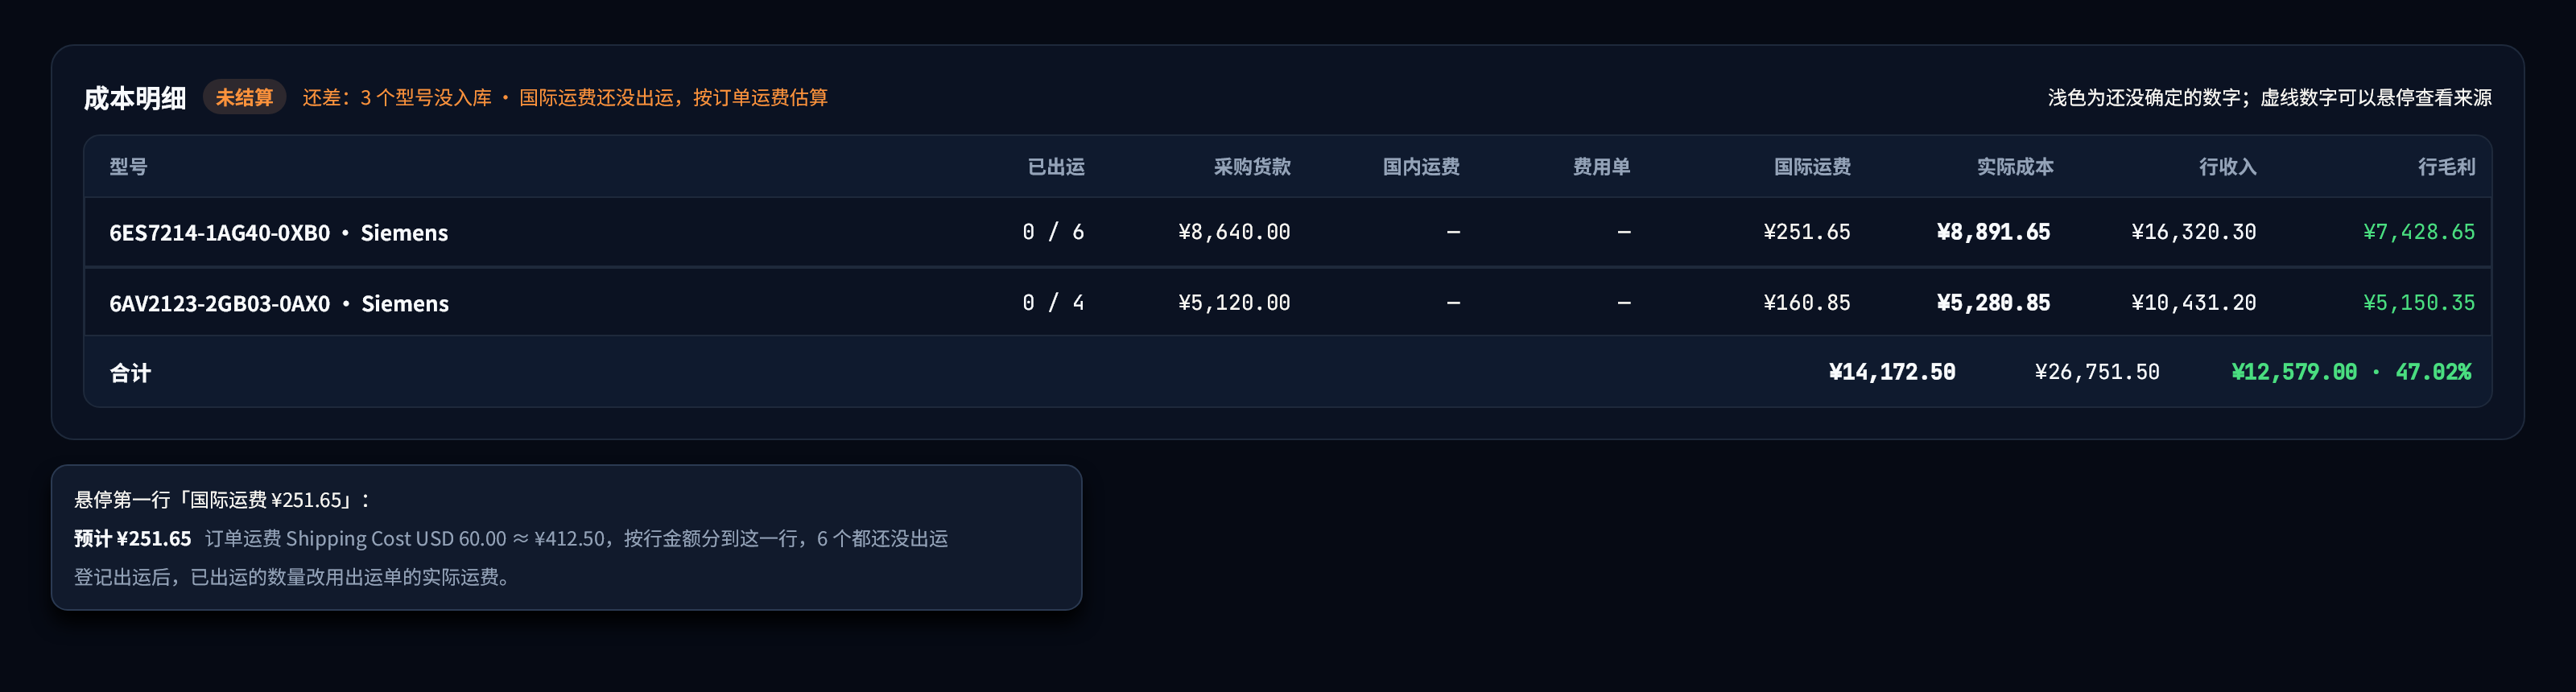 成本明细 未结算 还差：3 个型号没入库 · 国际运费还没出运，按订单运费估算 浅色为还没确定的数字；虚线数字可以悬停查看来源
型号 已出运 采购货款 国内运费 费用单 国际运费 实际成本 行收入 行毛利
6ES7214-1AG40-0XB0 · Siemens 0 / 6 ¥8,640.00 — — ¥251.65 ¥8,891.65 ¥16,320.30 ¥7,428.65
6AV2123-2GB03-0AX0 · Siemens 0 / 4 ¥5,120.00 — — ¥160.85 ¥5,280.85 ¥10,431.20 ¥5,150.35
合计 ¥14,172.50 ¥26,751.50 ¥12,579.00 · 47.02%
悬停第一行「国际运费 ¥251.65」：
预计 ¥251.65 订单运费 Shipping Cost USD 60.00 ≈ ¥412.50，按行金额分到这一行，6 个都还没出运
登记出运后，已出运的数量改用出运单的实际运费。